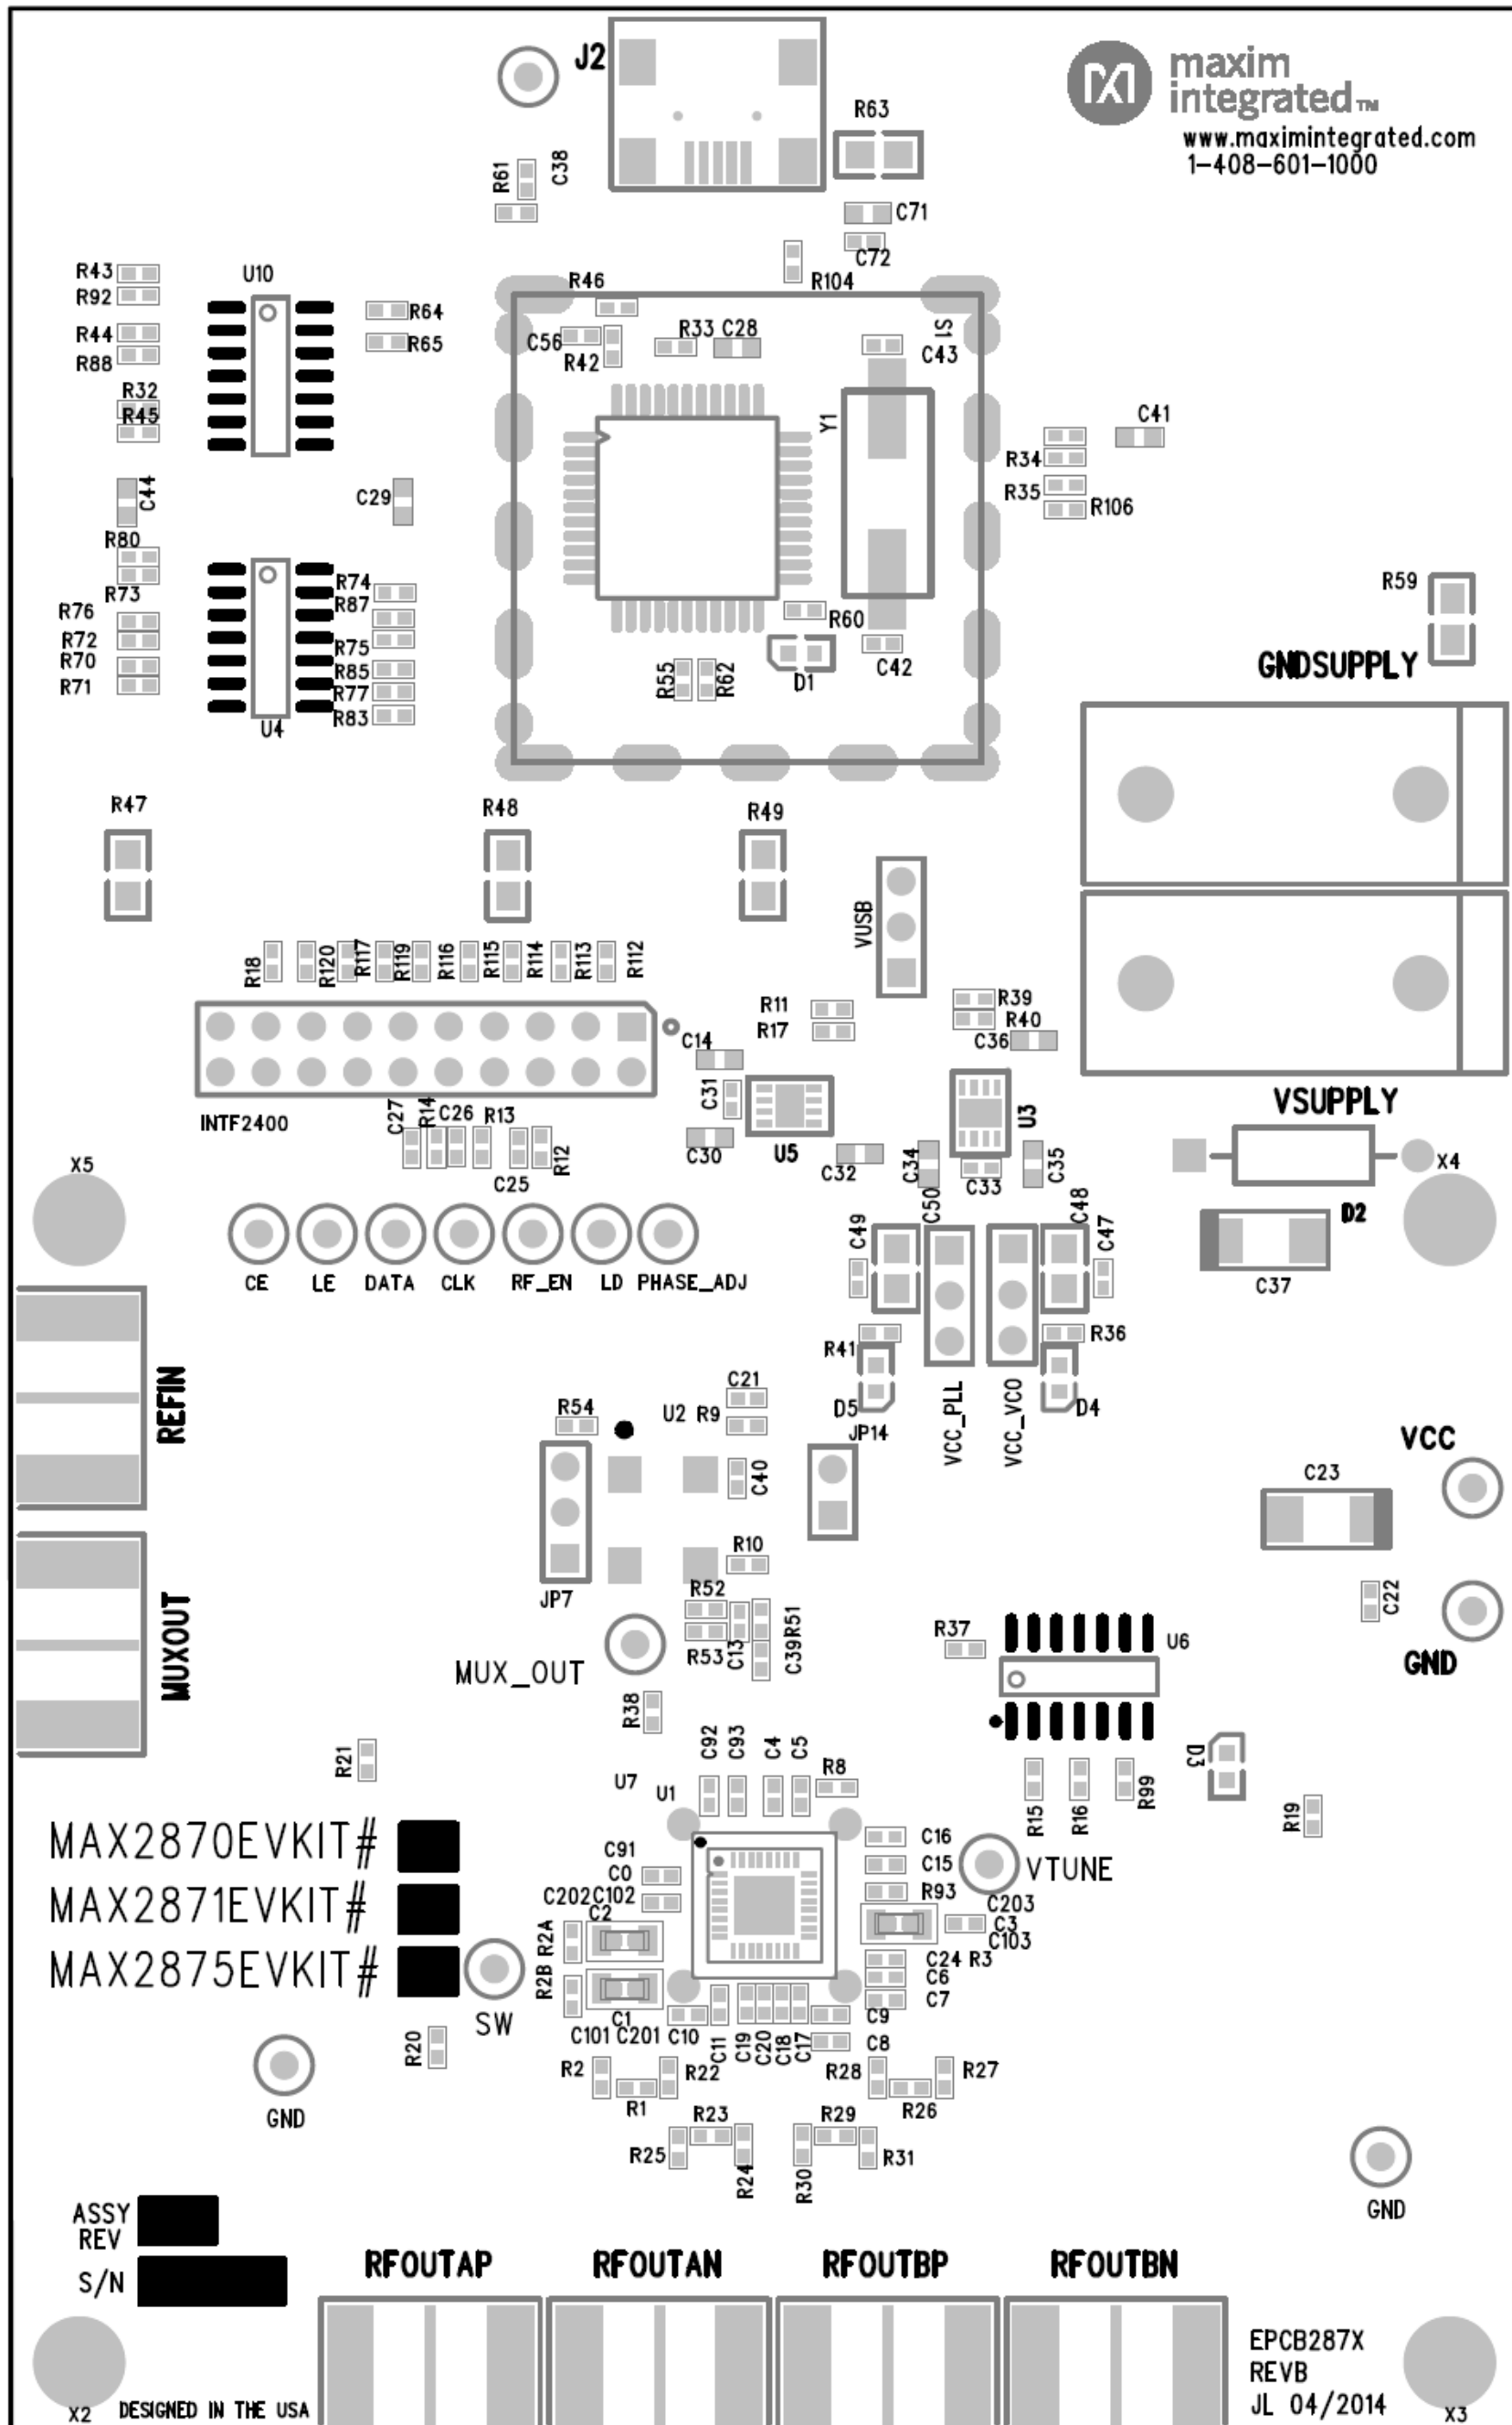 J2
maxim
integrated™
www.maximintegrated.com
1-408-601-1000
R63
R61
C38
C71
C72
R104
R43
R92
R44
R88
R32
R45
U10
R64
R65
R46
C56
R42
R33 C28
S1
C43
Y1
R34
R35
R106
C41
C44
C29
R80
R73
R76
R72
R70
R71
R74
R87
R75
R85
R77
R83
U4
R60
R55
R62
D1
C42
R59
GNDSUPPLY
R47
R48
R49
VUSB
R18
R120
R117
R119
R116
R115
R114
R113
R112
R11
R17
R39
R40
C36
C14
C31
INTF2400
C27
R14
C26
R13
C25
R12
C30
U5
C32
C34
U3
C33
C35
VSUPPLY
X5
X4
D2
C37
CE
LE
DATA
CLK
RF_EN
LD
PHASE_ADJ
C49
C50
C48
C47
R41
R36
D5
D4
VCC_PLL
VCC_VCO
JP14
REFIN
R54
U2
C21
R9
C40
R10
JP7
VCC
C23
C22
GND
MUXOUT
MUX_OUT
R52
R53
C13
R51
C39
R38
R37
U6
R21
U7
U1
C92
C93
C4
C5
R8
R15
R16
R99
D3
R19
MAX2870EVKIT#
MAX2871EVKIT#
MAX2875EVKIT#
C91
C0
C202
C102
C2
R2A
R2B
C1
C101 C201
C10
C11
C19
C20
C18
C17
C16
C15
R93
C203
C3
C103
C24 R3
C6
C7
C9
C8
VTUNE
SW
R20
GND
R2
R22
R1
R28
R27
R26
R23
R25
R24
R29
R30
R31
GND
ASSY
REV
S/N
RFOUTAP
RFOUTAN
RFOUTBP
RFOUTBN
X2
DESIGNED IN THE USA
EPCB287X
REVB
JL 04/2014
X3